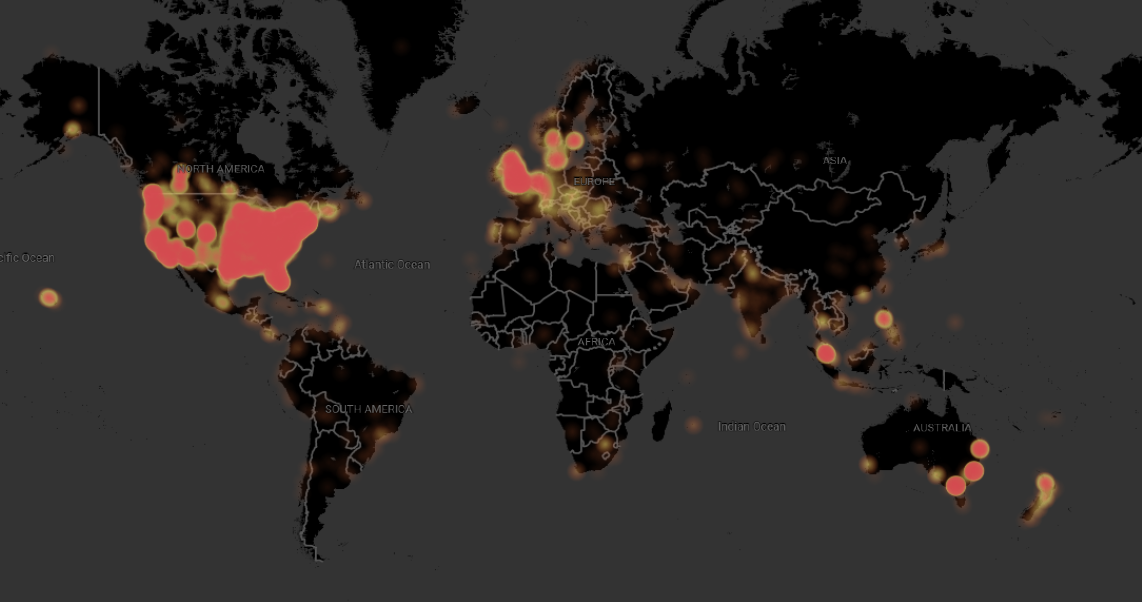 ASIA
NORTH AMERICA
EUROPE
cific Ocean
Atlantic Ocean
AFRICA
SOUTH AMERICA
Indian Ocean
AUSTRALIA